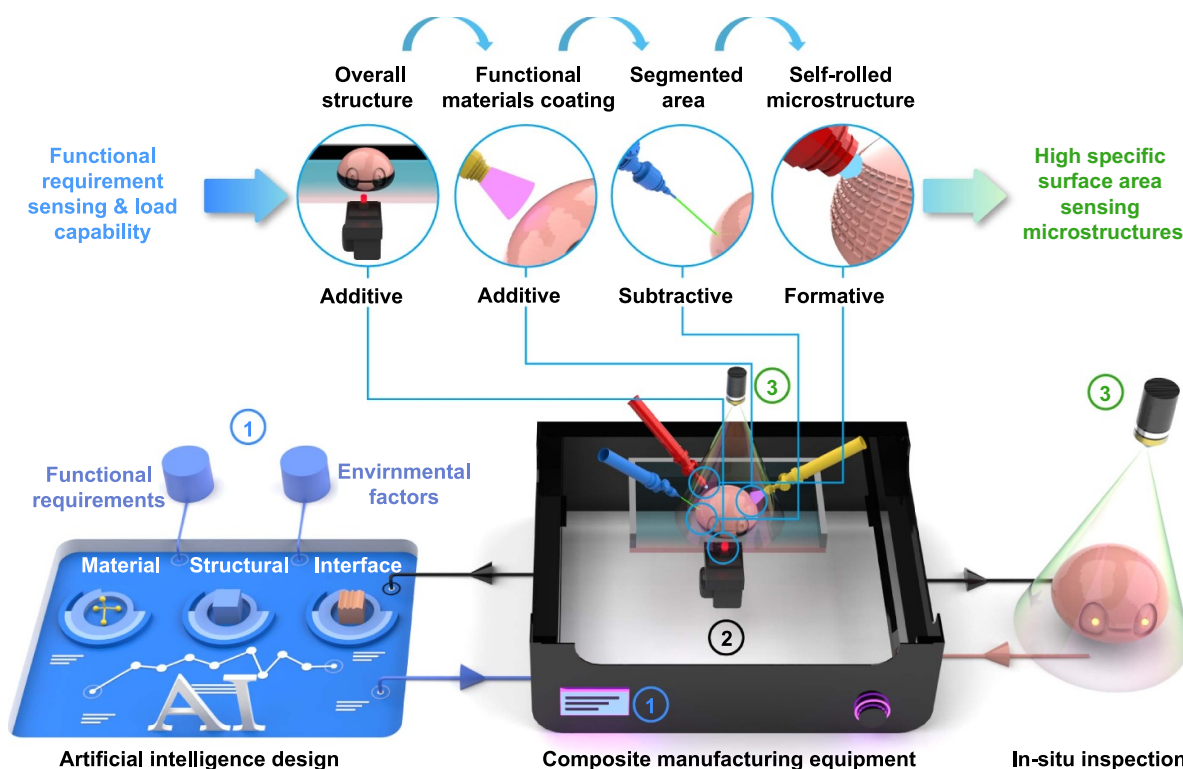 Overall
structure
Functional
materials coating
Segmented
area
Self-rolled
microstructure
Functional
requirement
sensing & load
capability
High specific
surface area
sensing
microstructures
Additive
Additive
Subtractive
Formative
3
3
1
Functional
requirements
Envirnmental
factors
Material
Structural
Interface
AI
2
1
Artificial intelligence design
Composite manufacturing equipment
In-situ inspection